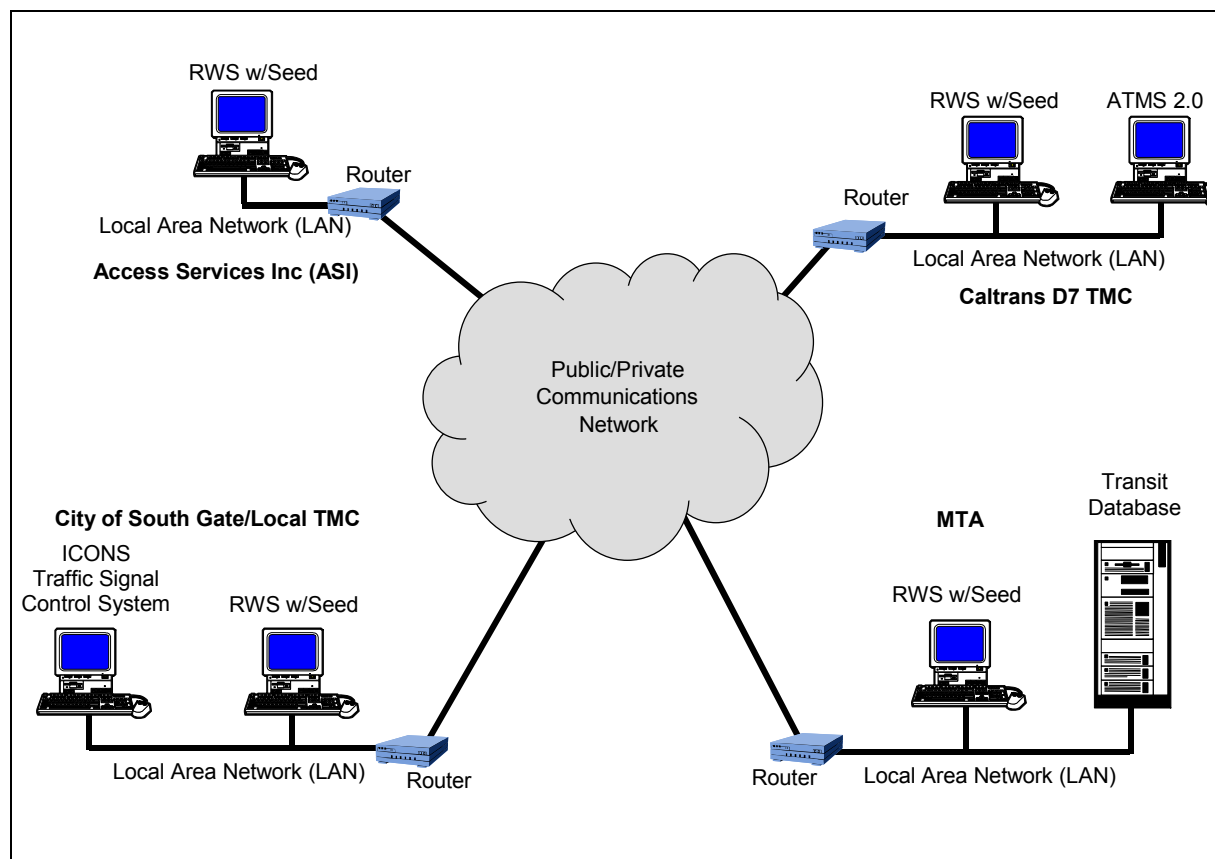 RWS w/Seed
Router
Local Area Network (LAN)
Access Services Inc (ASI)
RWS w/Seed
ATMS 2.0
Router
Local Area Network (LAN)
Caltrans D7 TMC
Public/Private
Communications
Network
City of South Gate/Local TMC
ICONS
Traffic Signal
Control System
RWS w/Seed
Local Area Network (LAN)
Router
MTA
Transit
Database
RWS w/Seed
Router
Local Area Network (LAN)